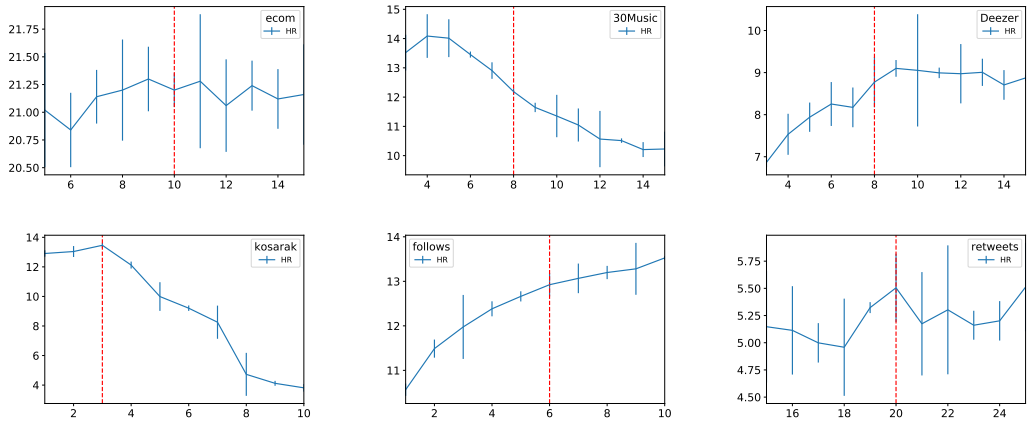 ecom
HR
21.75
21.50
21.25
21.00
20.75
20.50
6 8 10 12 14
30Music
HR
15
14
13
12
11
10
4 6 8 10 12 14
Deezer
HR
10
9
8
7
4 6 8 10 12 14
kosarak
HR
14
12
10
8
6
4
2 4 6 8 10
follows
HR
14
13
12
11
2 4 6 8 10
retweets
HR
5.75
5.50
5.25
5.00
4.75
4.50
16 18 20 22 24